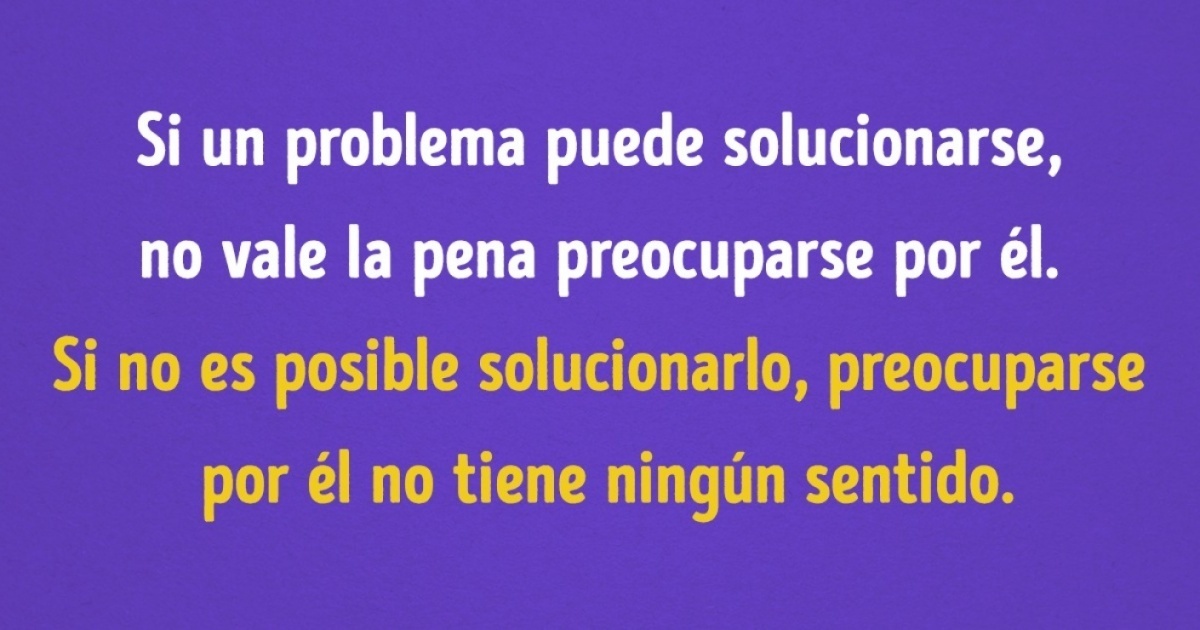 Si un problema puede solucionarse,
no vale la pena preocuparse por él.
Si no es posible solucionarlo, preocuparse
por él no tiene ningún sentido.